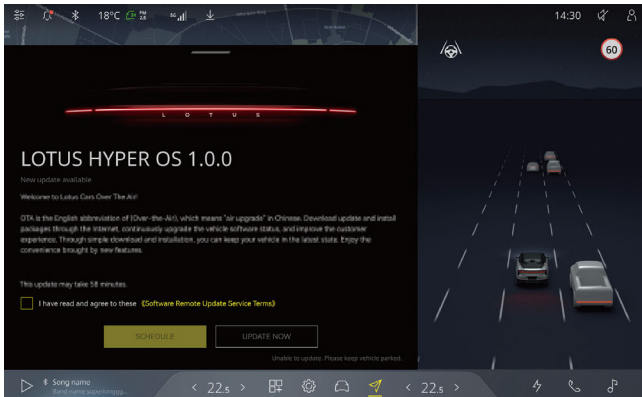 18°C
PM 2.5
5G
14:30
60
LOTUS
LOTUS HYPER OS 1.0.0
New update available
Welcome to Lotus Cars Over The Air!
OTA is the English abbreviation of (Over-the-Air), which means "air upgrade" in Chinese. Download update and install
packages through the Internet, continuously upgrade the vehicle software status, and improve the customer
experience. Through simple download and installation, you can keep your vehicle in the latest state. Enjoy the
convenience brought by new features.
This update may take 58 minutes.
I have read and agree to these 《Software Remote Update Service Terms》
SCHEDULE
UPDATE NOW
Unable to update. Please keep vehicle parked.
Song name
< 22.5 >
< 22.5 >